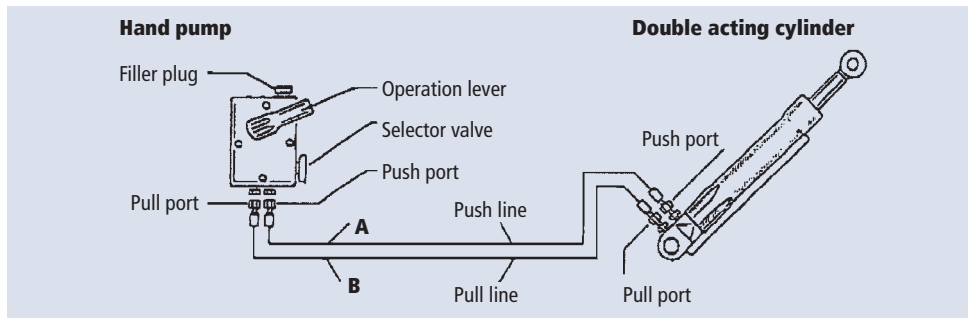 Hand pump
Double acting cylinder
Filler plug
Operation lever
Selector valve
Push port
Push port
Pull port
A
Push line
B
Pull line
Pull port